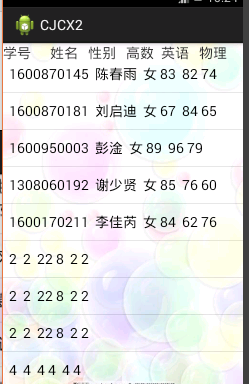 CJCX2
学号 姓名 性别 高数 英语 物理
1600870145 陈春雨 女 83 82 74
1600870181 刘启迪 女 67 84 65
1600950003 彭淦 女 89 96 79
1308060192 谢少贤 女 85 76 60
1600170211 李佳芮 女 84 62 76
2 2 22 8 2 2
2 2 22 8 2 2
2 2 22 8 2 2
4 4 4 4 4 4